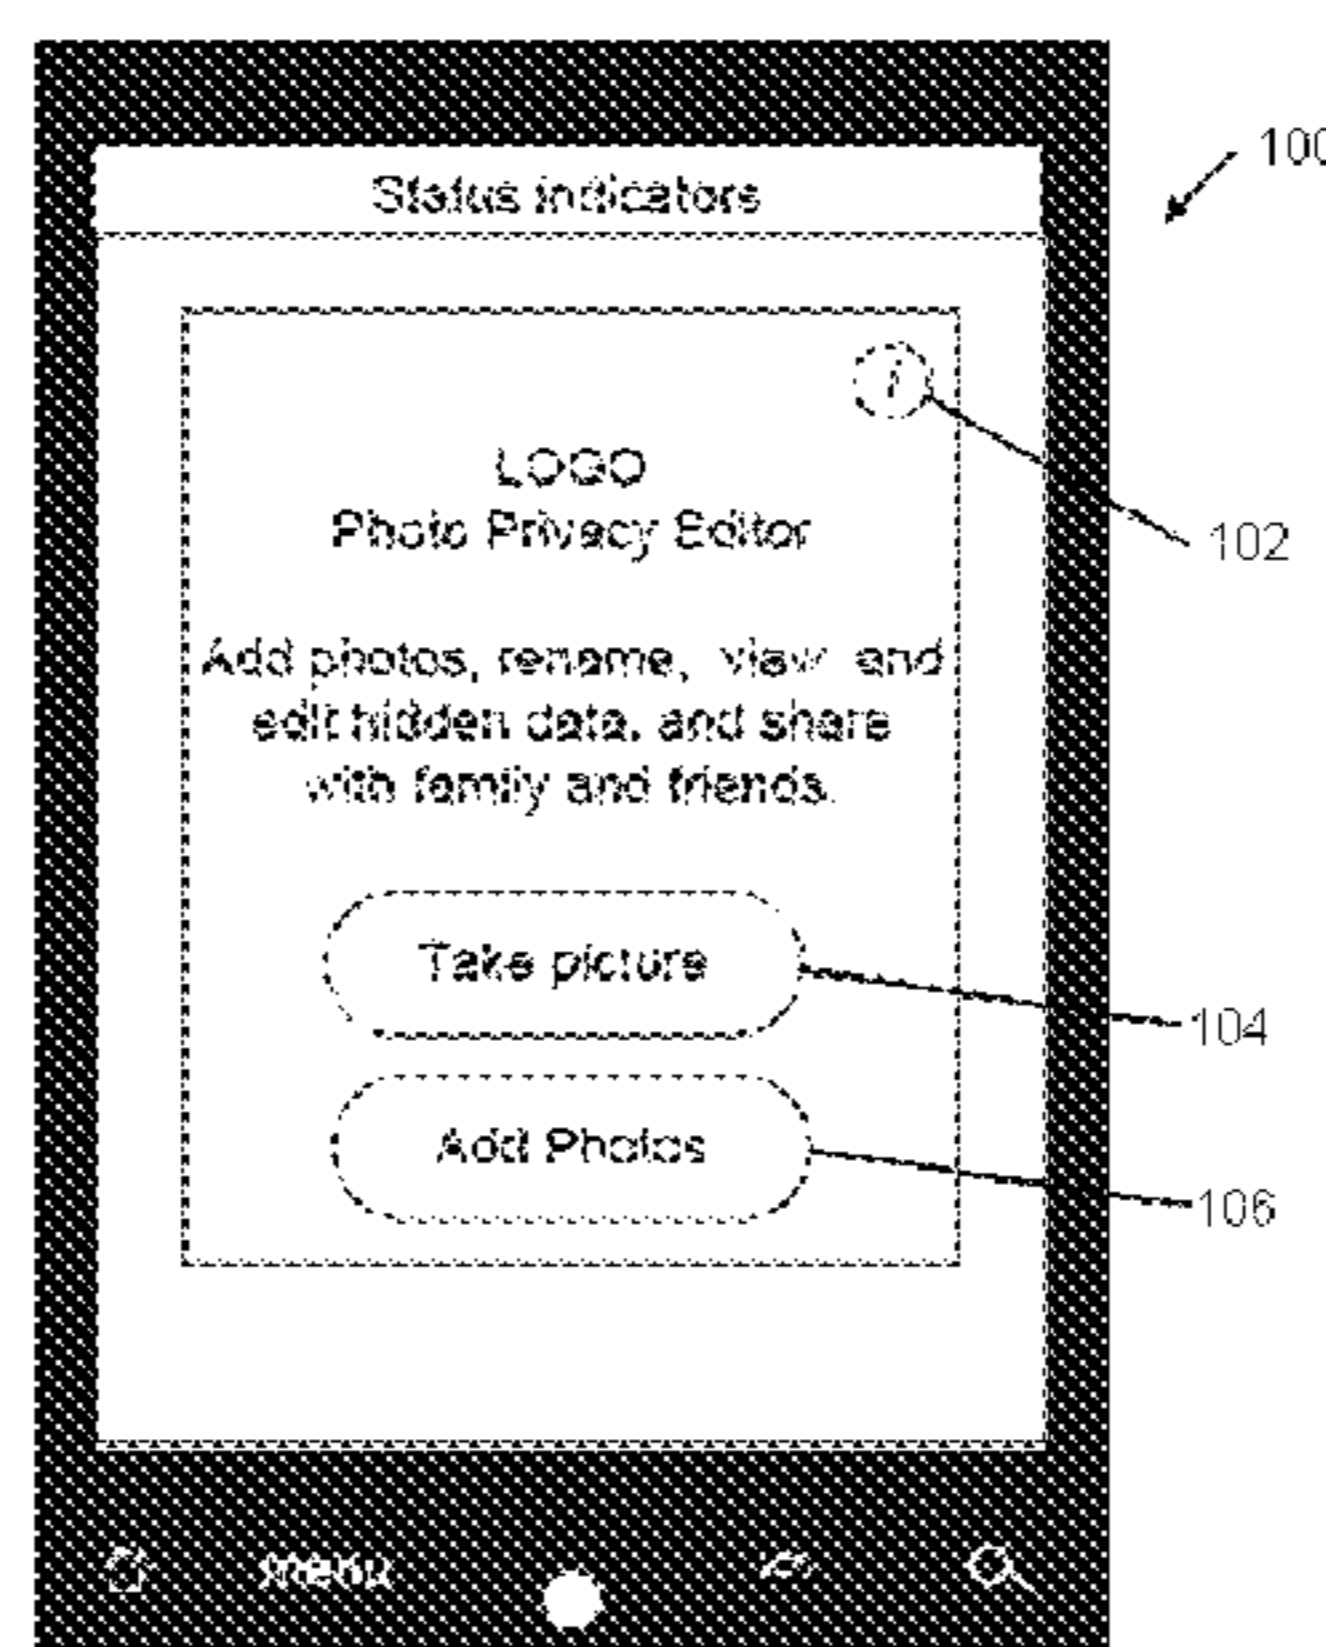 Status indicators
100
i
LOGO
Photo Privacy Editor
102
Add photos, rename, view and
edit hidden data, and share
with family and friends.
Take picture
104
Add Photos
106
menu